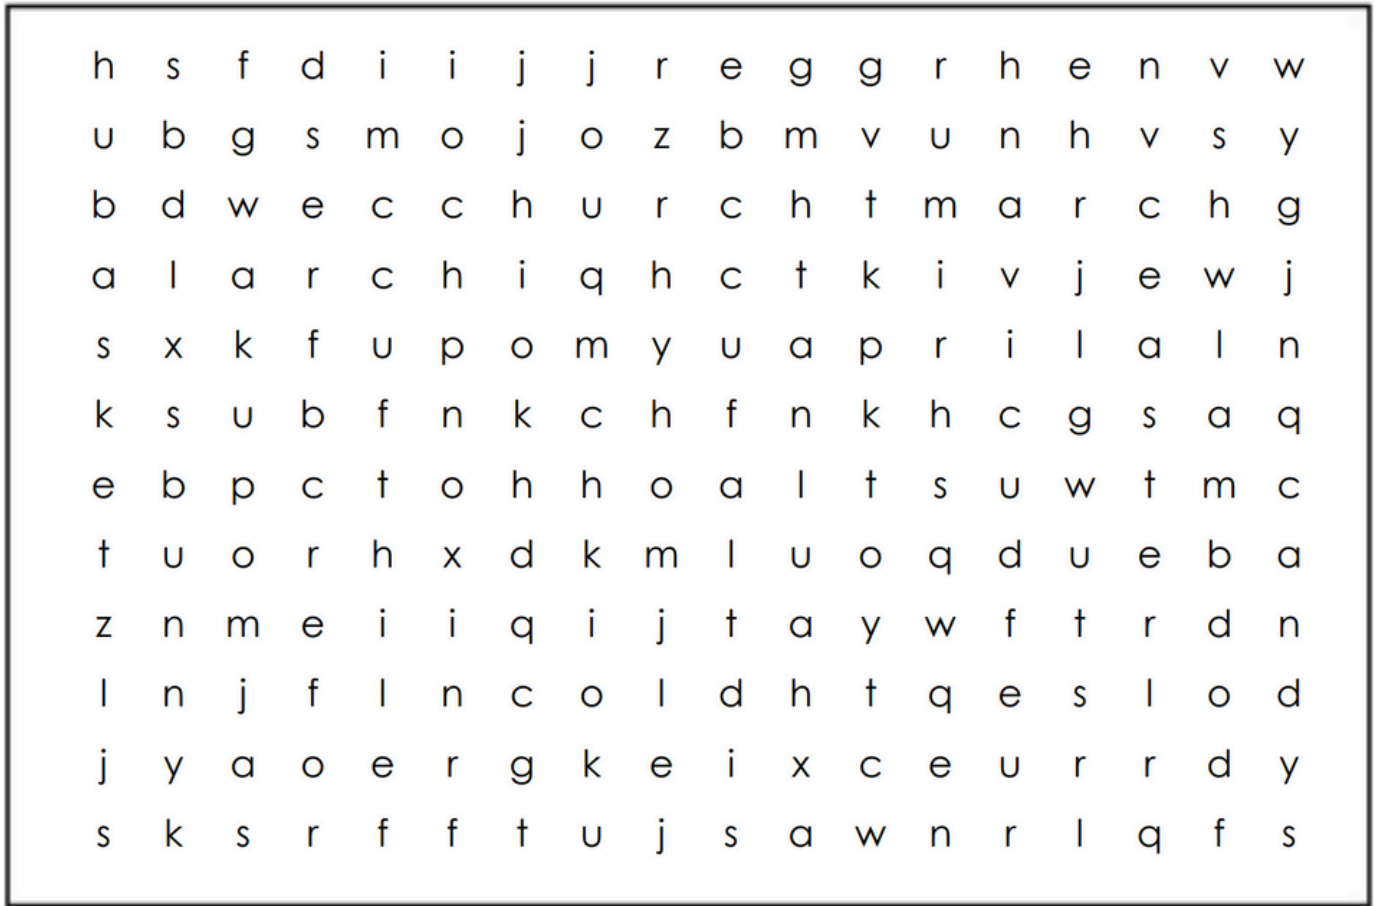 h s f d i i j j r e g g r h e n v w
u b g s m o j o z b m v u n h v s y
b d w e c c h u r c h t m a r c h g
a l a r c h i q h c t k i v j e w j
s x k f u p o m y u a p r i l a l n
k s u b f n k c h f n k h c g s a q
e b p c t o h h o a l t s u w t m c
t u o r h x d k m l u o q d u e b a
z n m e i i q i j t a y w f t r d n
l n j f l n c o l d h t q e s l o d
j y a o e r g k e i x c e u r r d y
s k s r f f t u j s a w n r l q f s